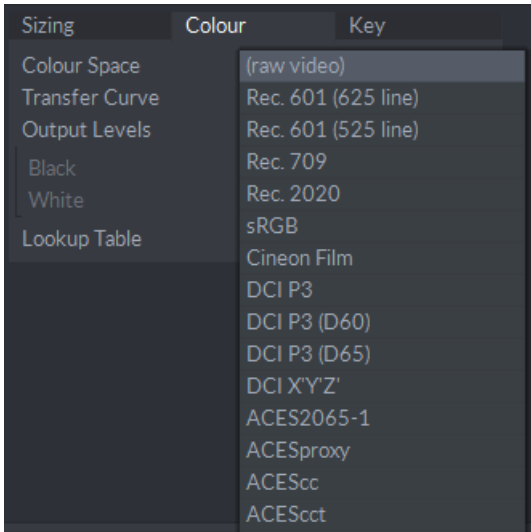 Sizing Colour Key
Colour Space
Transfer Curve
Output Levels
Black
White
Lookup Table
(raw video)
Rec. 601 (625 line)
Rec. 601 (525 line)
Rec. 709
Rec. 2020
sRGB
Cineon Film
DCI P3
DCI P3 (D60)
DCI P3 (D65)
DCI X'Y'Z'
ACES2065-1
ACESproxy
ACEScc
ACEScct